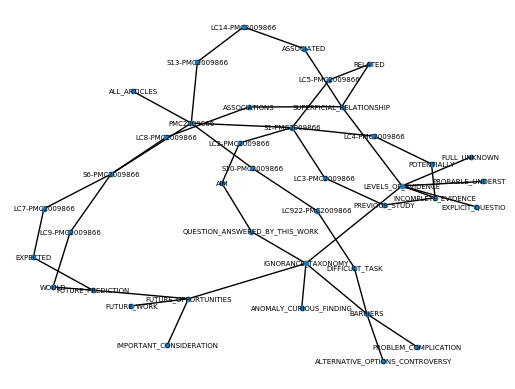 LC14-PMC2009866
ASSOCIATED
S13-PMC2009866
RELATED
LC5-PMC2009866
ALL_ARTICLES
ASSOCIATIONS
SUPERFICIAL_RELATIONSHIP
PMC2009866
S1-PMC2009866
LC8-PMC2009866
LC4-PMC2009866
LC2-PMC2009866
FULL_UNKNOWN
POTENTIALLY
S10-PMC2009866
S6-PMC2009866
LC3-PMC2009866
PROBABLE_UNDERST
AIM
LEVELS_OF_EVIDENCE
INCOMPLETE_EVIDENCE
PREVIOUS_STUDY
EXPLICIT_QUESTIO
LC7-PMC2009866
LC922-PMC2009866
LC9-PMC2009866
QUESTION_ANSWERED_BY_THIS_WORK
EXPECTED
IGNORANCE_TAXONOMY
DIFFICULT_TASK
WOULD
FUTURE_PREDICTION
FUTURE_OPORTUNITIES
FUTURE_WORK
ANOMALY_CURIOUS_FINDING
BARRIERS
IMPORTANT_CONSIDERATION
PROBLEM_COMPLICATION
ALTERNATIVE_OPTIONS_CONTROVERSY